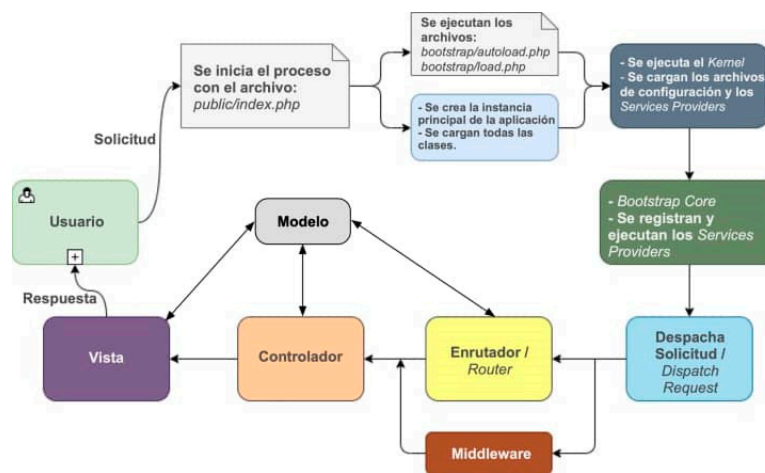 Se inicia el proceso
con el archivo:
public/index.php
Se ejecutan los
archivos:
bootstrap/autoload.php
bootstrap/load.php
- Se crea la instancia
principal de la aplicación
- Se cargan todas las
clases.
- Se ejecuta el Kernel
- Se cargan los archivos
de configuración y los
Services Providers
Solicitud
Usuario
+
Respuesta
Modelo
- Bootstrap Core
- Se registran y
ejecutan los Services
Providers
Vista
Controlador
Enrutador /
Router
Despacha
Solicitud /
Dispatch
Request
Middleware